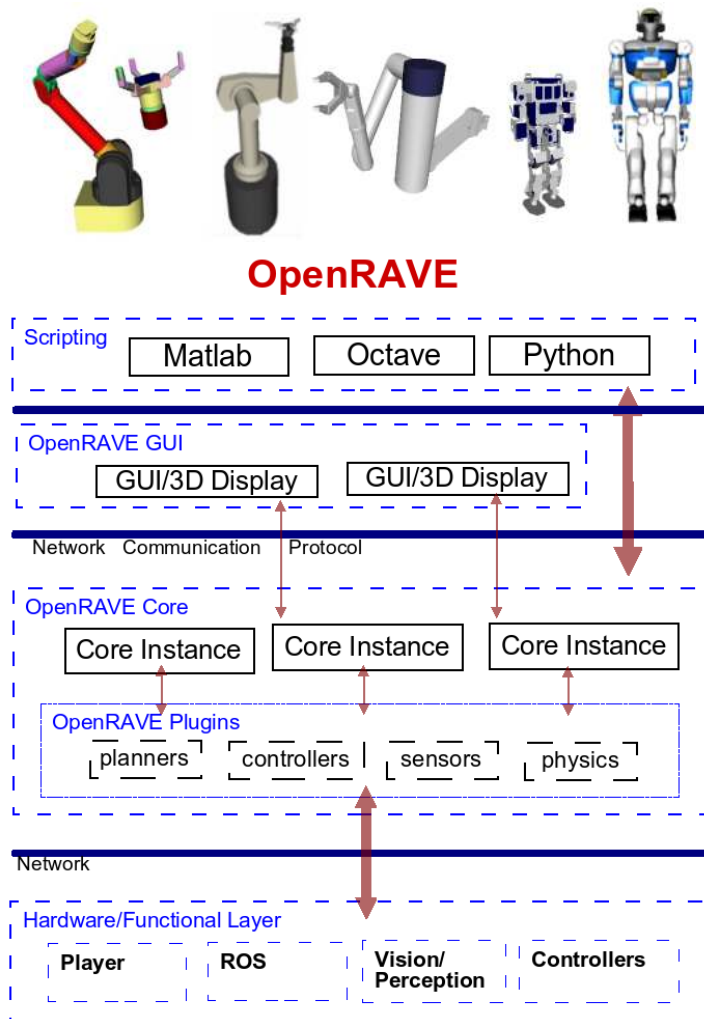 OpenRAVE
Scripting
Matlab
Octave
Python
OpenRAVE GUI
GUI/3D Display
GUI/3D Display
Network Communication Protocol
OpenRAVE Core
Core Instance
Core Instance
Core Instance
OpenRAVE Plugins
planners
controllers
sensors
physics
Network
Hardware/Functional Layer
Player
ROS
Vision/
Perception
Controllers